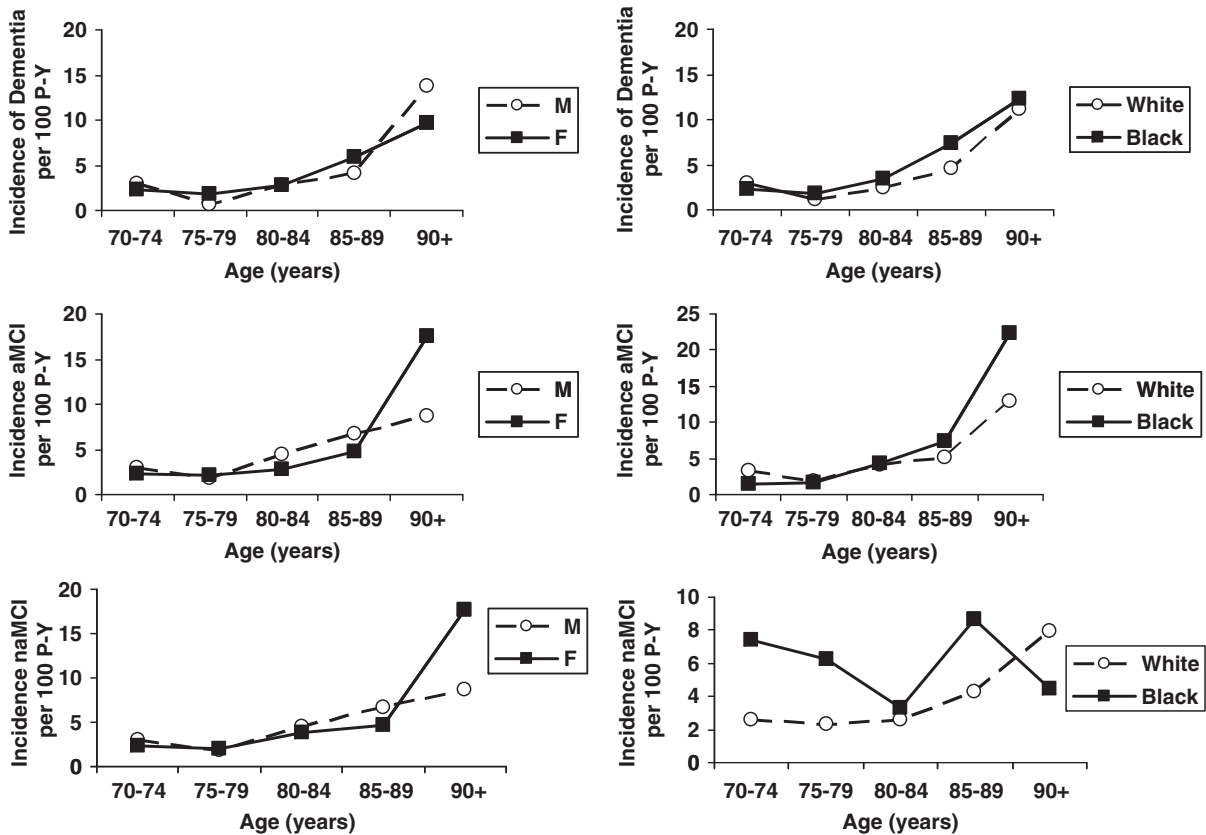 Incidence of Dementia
per 100 P-Y
20
15
10
5
0
70-74 75-79 80-84 85-89 90+
Age (years)
M
F
Incidence of Dementia
per 100 P-Y
20
15
10
5
0
70-74 75-79 80-84 85-89 90+
Age (years)
White
Black
Incidence aMCI
per 100 P-Y
20
15
10
5
0
70-74 75-79 80-84 85-89 90+
Age (years)
M
F
Incidence aMCI
per 100 P-Y
25
20
15
10
5
0
70-74 75-79 80-84 85-89 90+
Age (years)
White
Black
Incidence naMCI
per 100 P-Y
20
15
10
5
0
70-74 75-79 80-84 85-89 90+
Age (years)
M
F
Incidence naMCI
per 100 P-Y
10
8
6
4
2
0
70-74 75-79 80-84 85-89 90+
Age (years)
White
Black